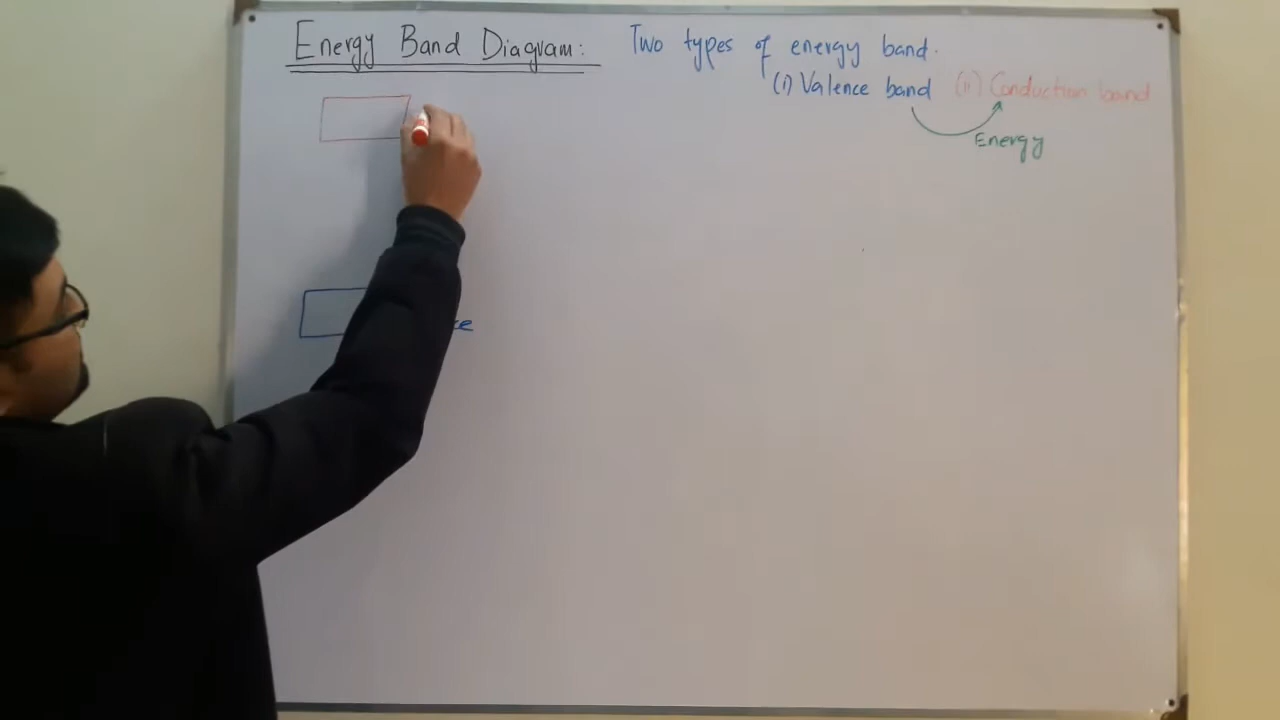 Energy Band Diagram: Two types of energy band.
(i) Valence band (ii) Conduction band
Energy